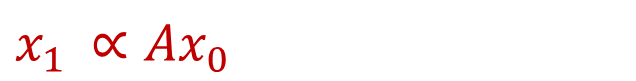 x₁ ∝ Ax₀